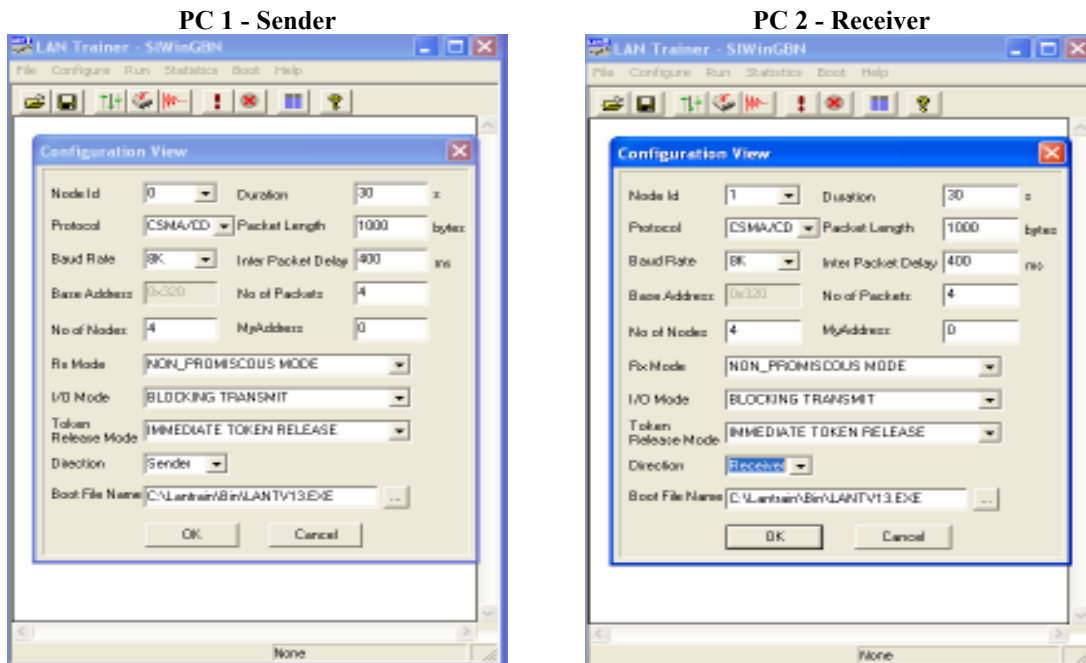 PC 1 - Sender
LAN Trainer - SIWinGBN
File Configure Run Statistics Boot Help
Configuration View
Node Id 0 Duration 30 s
Protocol CSMA/CD Packet Length 1000 bytes
Baud Rate 8K Inter Packet Delay 400 ms
Base Address 0x320 No of Packets 4
No of Nodes 4 MyAddress 0
Rx Mode NON_PROMISCOUS MODE
I/O Mode BLOCKING TRANSMIT
Token Release Mode IMMEDIATE TOKEN RELEASE
Direction Sender
Boot File Name C:\Lantrain\Bin\LANTV13.EXE ...
OK Cancel
None
PC 2 - Receiver
LAN Trainer - SIWinGBN
File Configure Run Statistics Boot Help
Configuration View
Node Id 1 Duration 30 s
Protocol CSMA/CD Packet Length 1000 bytes
Baud Rate 8K Inter Packet Delay 400 ms
Base Address 0x320 No of Packets 4
No of Nodes 4 MyAddress 0
Rx Mode NON_PROMISCOUS MODE
I/O Mode BLOCKING TRANSMIT
Token Release Mode IMMEDIATE TOKEN RELEASE
Direction Receiver
Boot File Name C:\Lantrain\Bin\LANTV13.EXE ...
OK Cancel
None